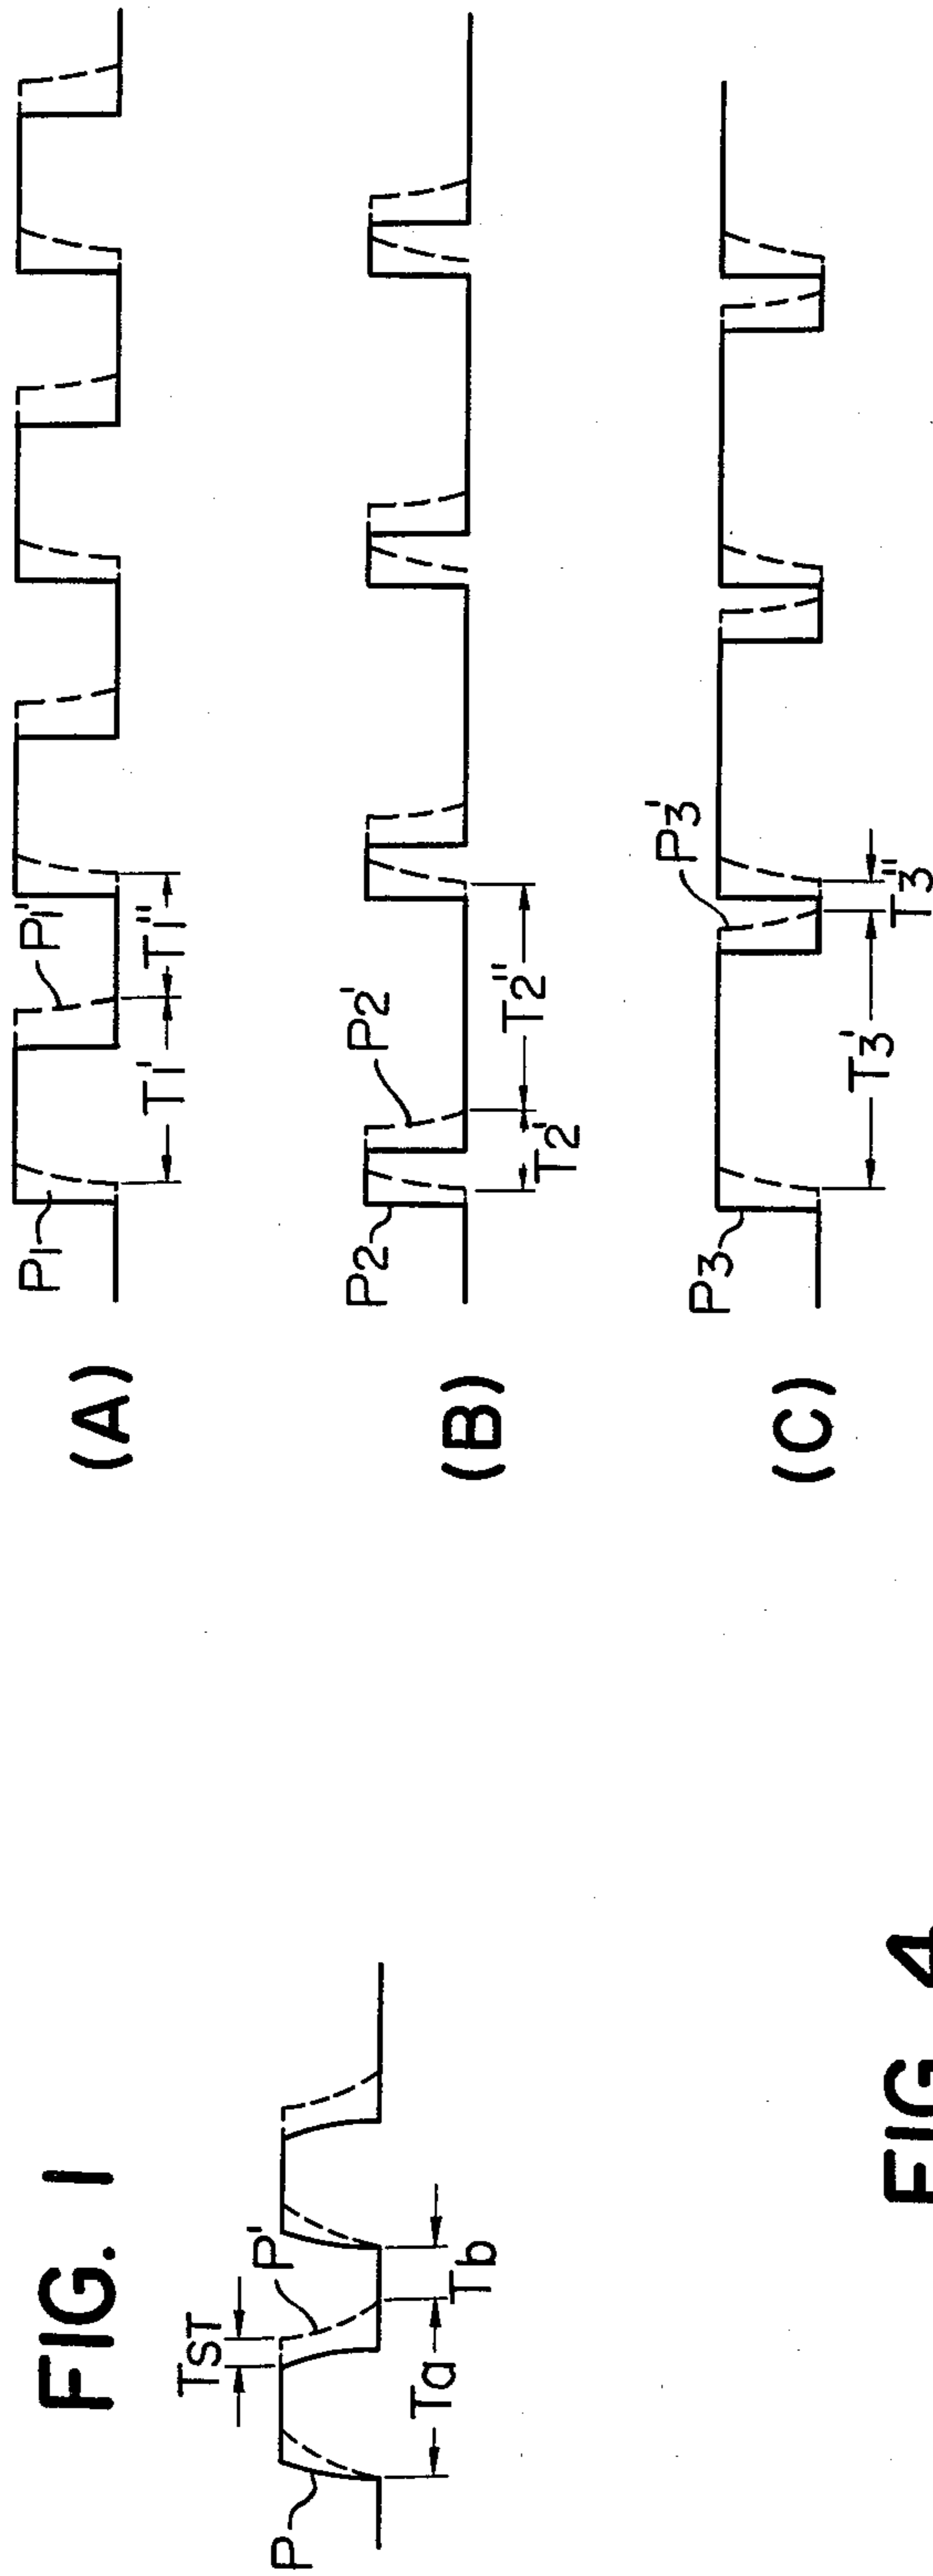 FIG. 1
P
TST
P'
Ta
Tb
FIG. 4
(A)
P1
P1'
T1'
T1"
(B)
P2
P2'
T2'
T2"
(C)
P3
P3'
T3'
T3"